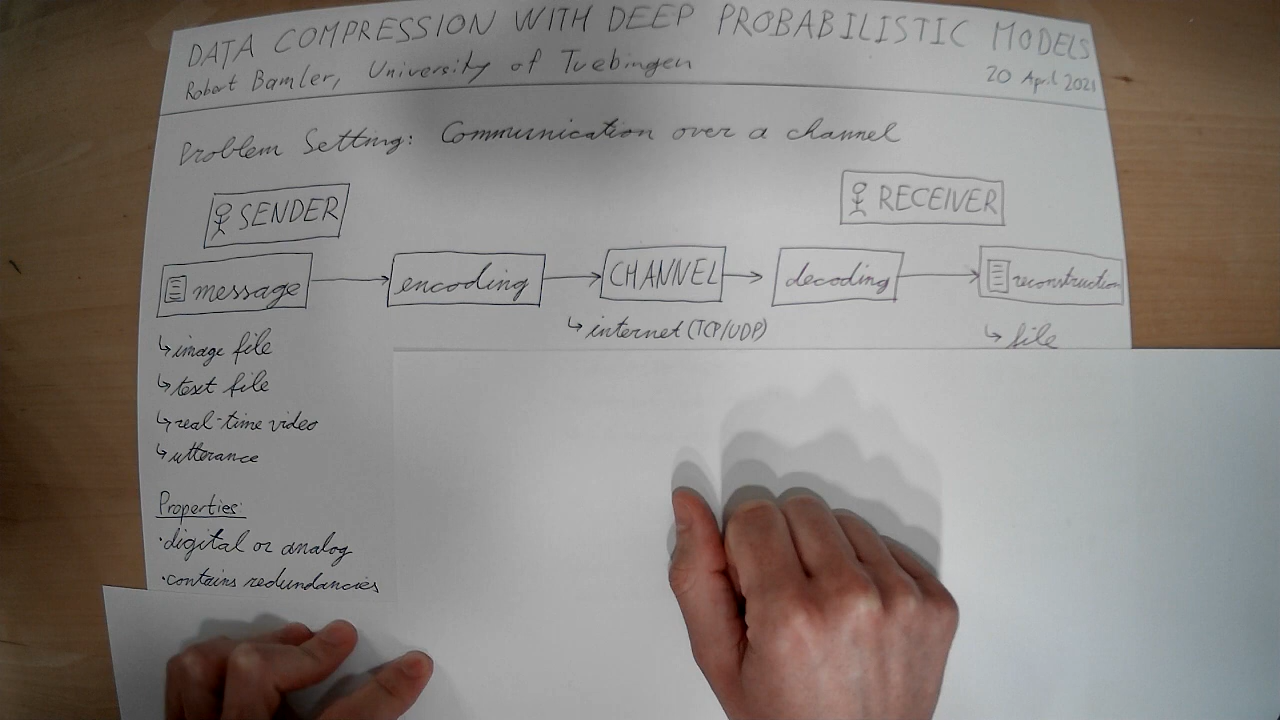 DATA COMPRESSION WITH DEEP PROBABILISTIC MODELS
Robert Bamler, University of Tuebingen
20 April 2021
Problem Setting: Communication over a channel
SENDER
RECEIVER
message
encoding
CHANNEL
decoding
reconstruction
↳ image file
↳ text file
↳ real-time video
↳ utterance
↳ internet (TCP/UDP)
↳ file
Properties:
· digital or analog
· contains redundancies